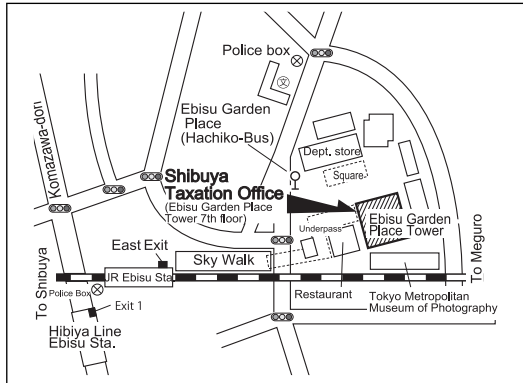 Police box
文
Ebisu Garden
Place
(Hachiko-Bus)
Komazawa-dori
Dept. store
Square
Shibuya
Taxation Office
(Ebisu Garden Place
Tower 7th floor)
Underpass
Ebisu Garden
Place Tower
East Exit
Sky Walk
To Shibuya
JR Ebisu Sta.
To Meguro
Police Box
Exit 1
Restaurant
Tokyo Metropolitan
Museum of Photography
Hibiya Line
Ebisu Sta.